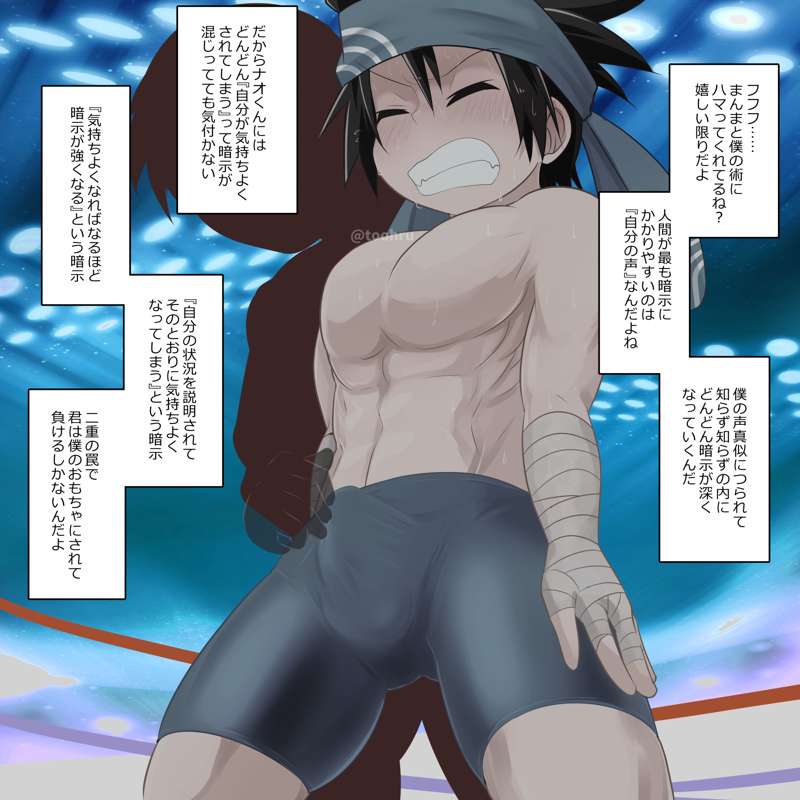 フフフ……
まんまと僕の術に
ハマってくれてるね？
嬉しい限りだよ
人間が最も暗示に
かかりやすいのは
『自分の声』なんだよね
僕の声真似につられて
知らず知らずの内に
どんどん暗示が深く
なっていくんだ
だからナオくんには
どんどん『自分が気持ちよく
されてしまう』って暗示が
混じってても気付かない
『気持ちよくなればなるほど
暗示が強くなる』という暗示
『自分の状況を説明されて
そのとおりに気持ちよく
なってしまう』という暗示
二重の罠で
君は僕のおもちゃにされて
負けるしかないんだよ
@toghru